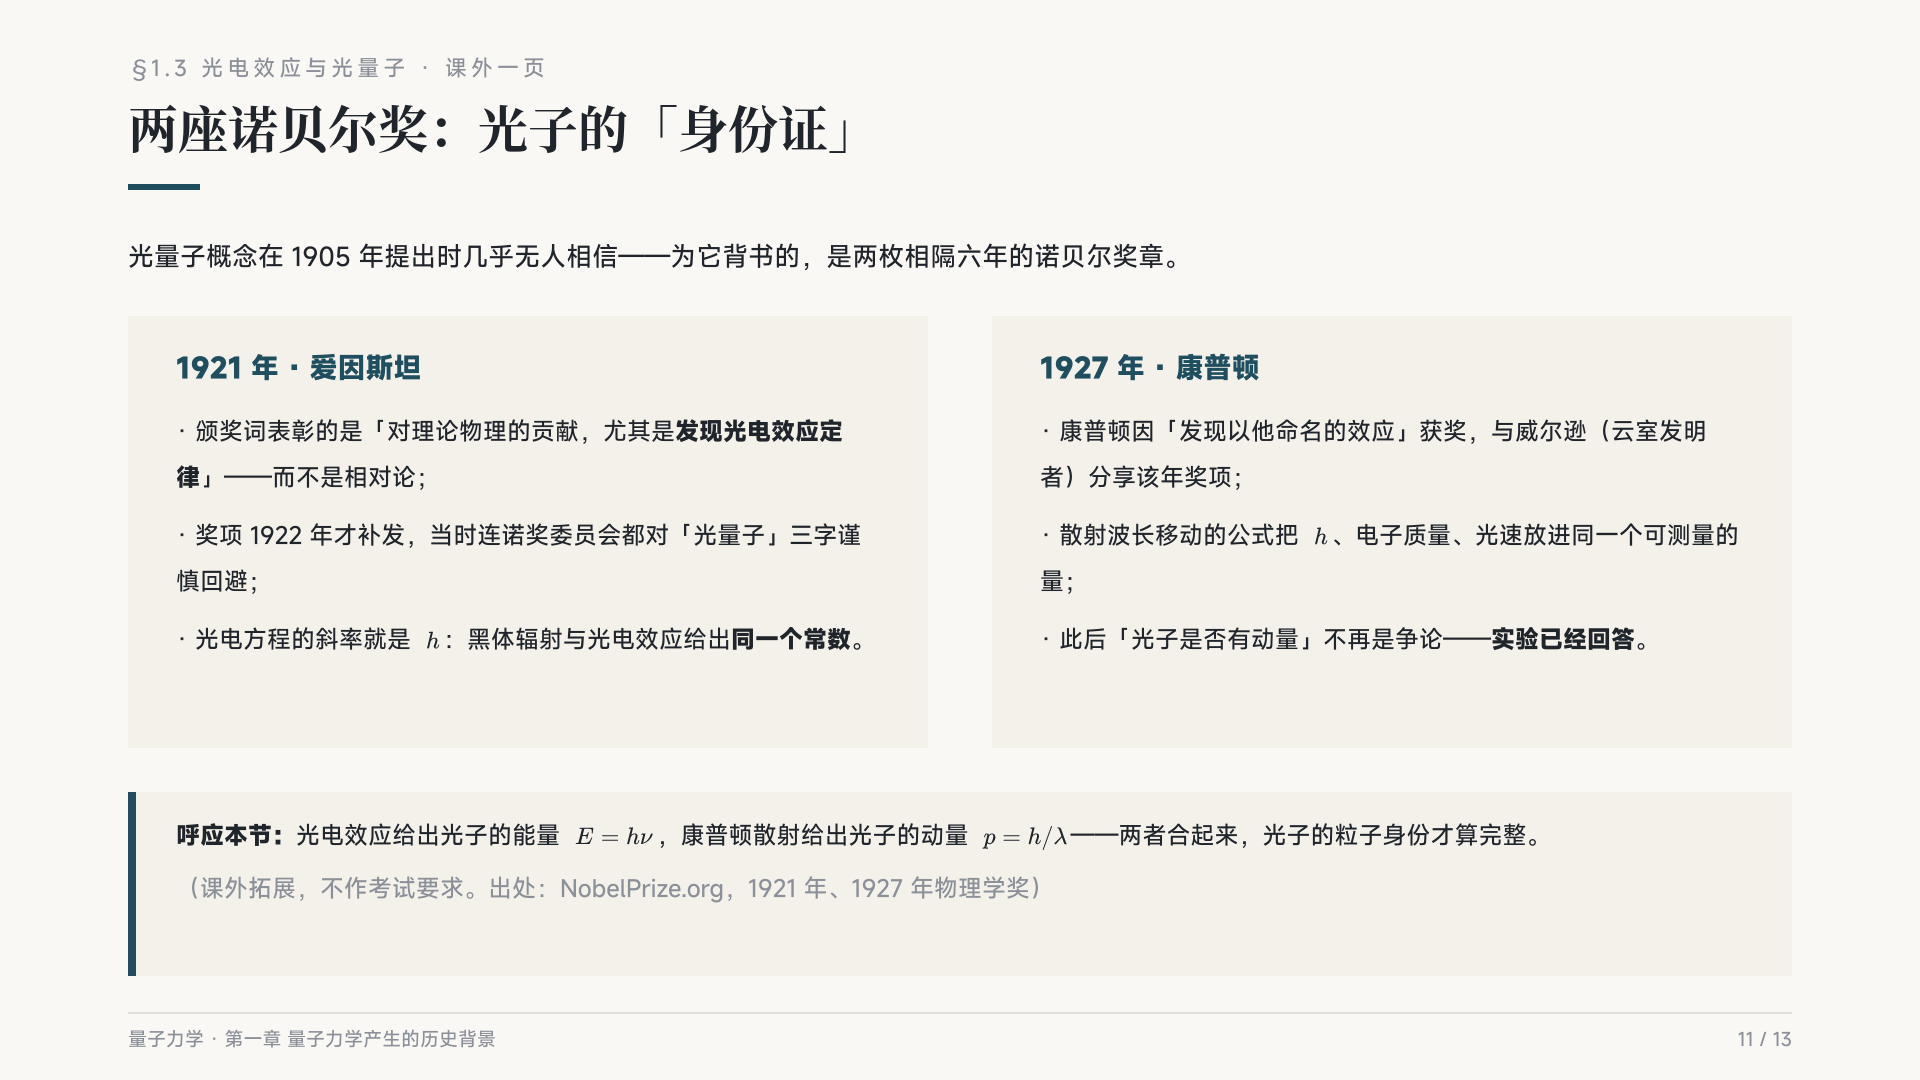 §1.3 光电效应与光量子 · 课外一页
两座诺贝尔奖：光子的「身份证」
光量子概念在 1905 年提出时几乎无人相信——为它背书的，是两枚相隔六年的诺贝尔奖章。
1921 年 · 爱因斯坦
· 颁奖词表彰的是「对理论物理的贡献，尤其是发现光电效应定
律」——而不是相对论；
· 奖项 1922 年才补发，当时连诺奖委员会都对「光量子」三字谨
慎回避；
· 光电方程的斜率就是 h：黑体辐射与光电效应给出同一个常数。
1927 年 · 康普顿
· 康普顿因「发现以他命名的效应」获奖，与威尔逊（云室发明
者）分享该年奖项；
· 散射波长移动的公式把 h、电子质量、光速放进同一个可测量的
量；
· 此后「光子是否有动量」不再是争论——实验已经回答。
呼应本节：光电效应给出光子的能量 E = hν，康普顿散射给出光子的动量 p = h/λ——两者合起来，光子的粒子身份才算完整。
（课外拓展，不作考试要求。出处：NobelPrize.org，1921 年、1927 年物理学奖）
量子力学 · 第一章 量子力学产生的历史背景
11 / 13